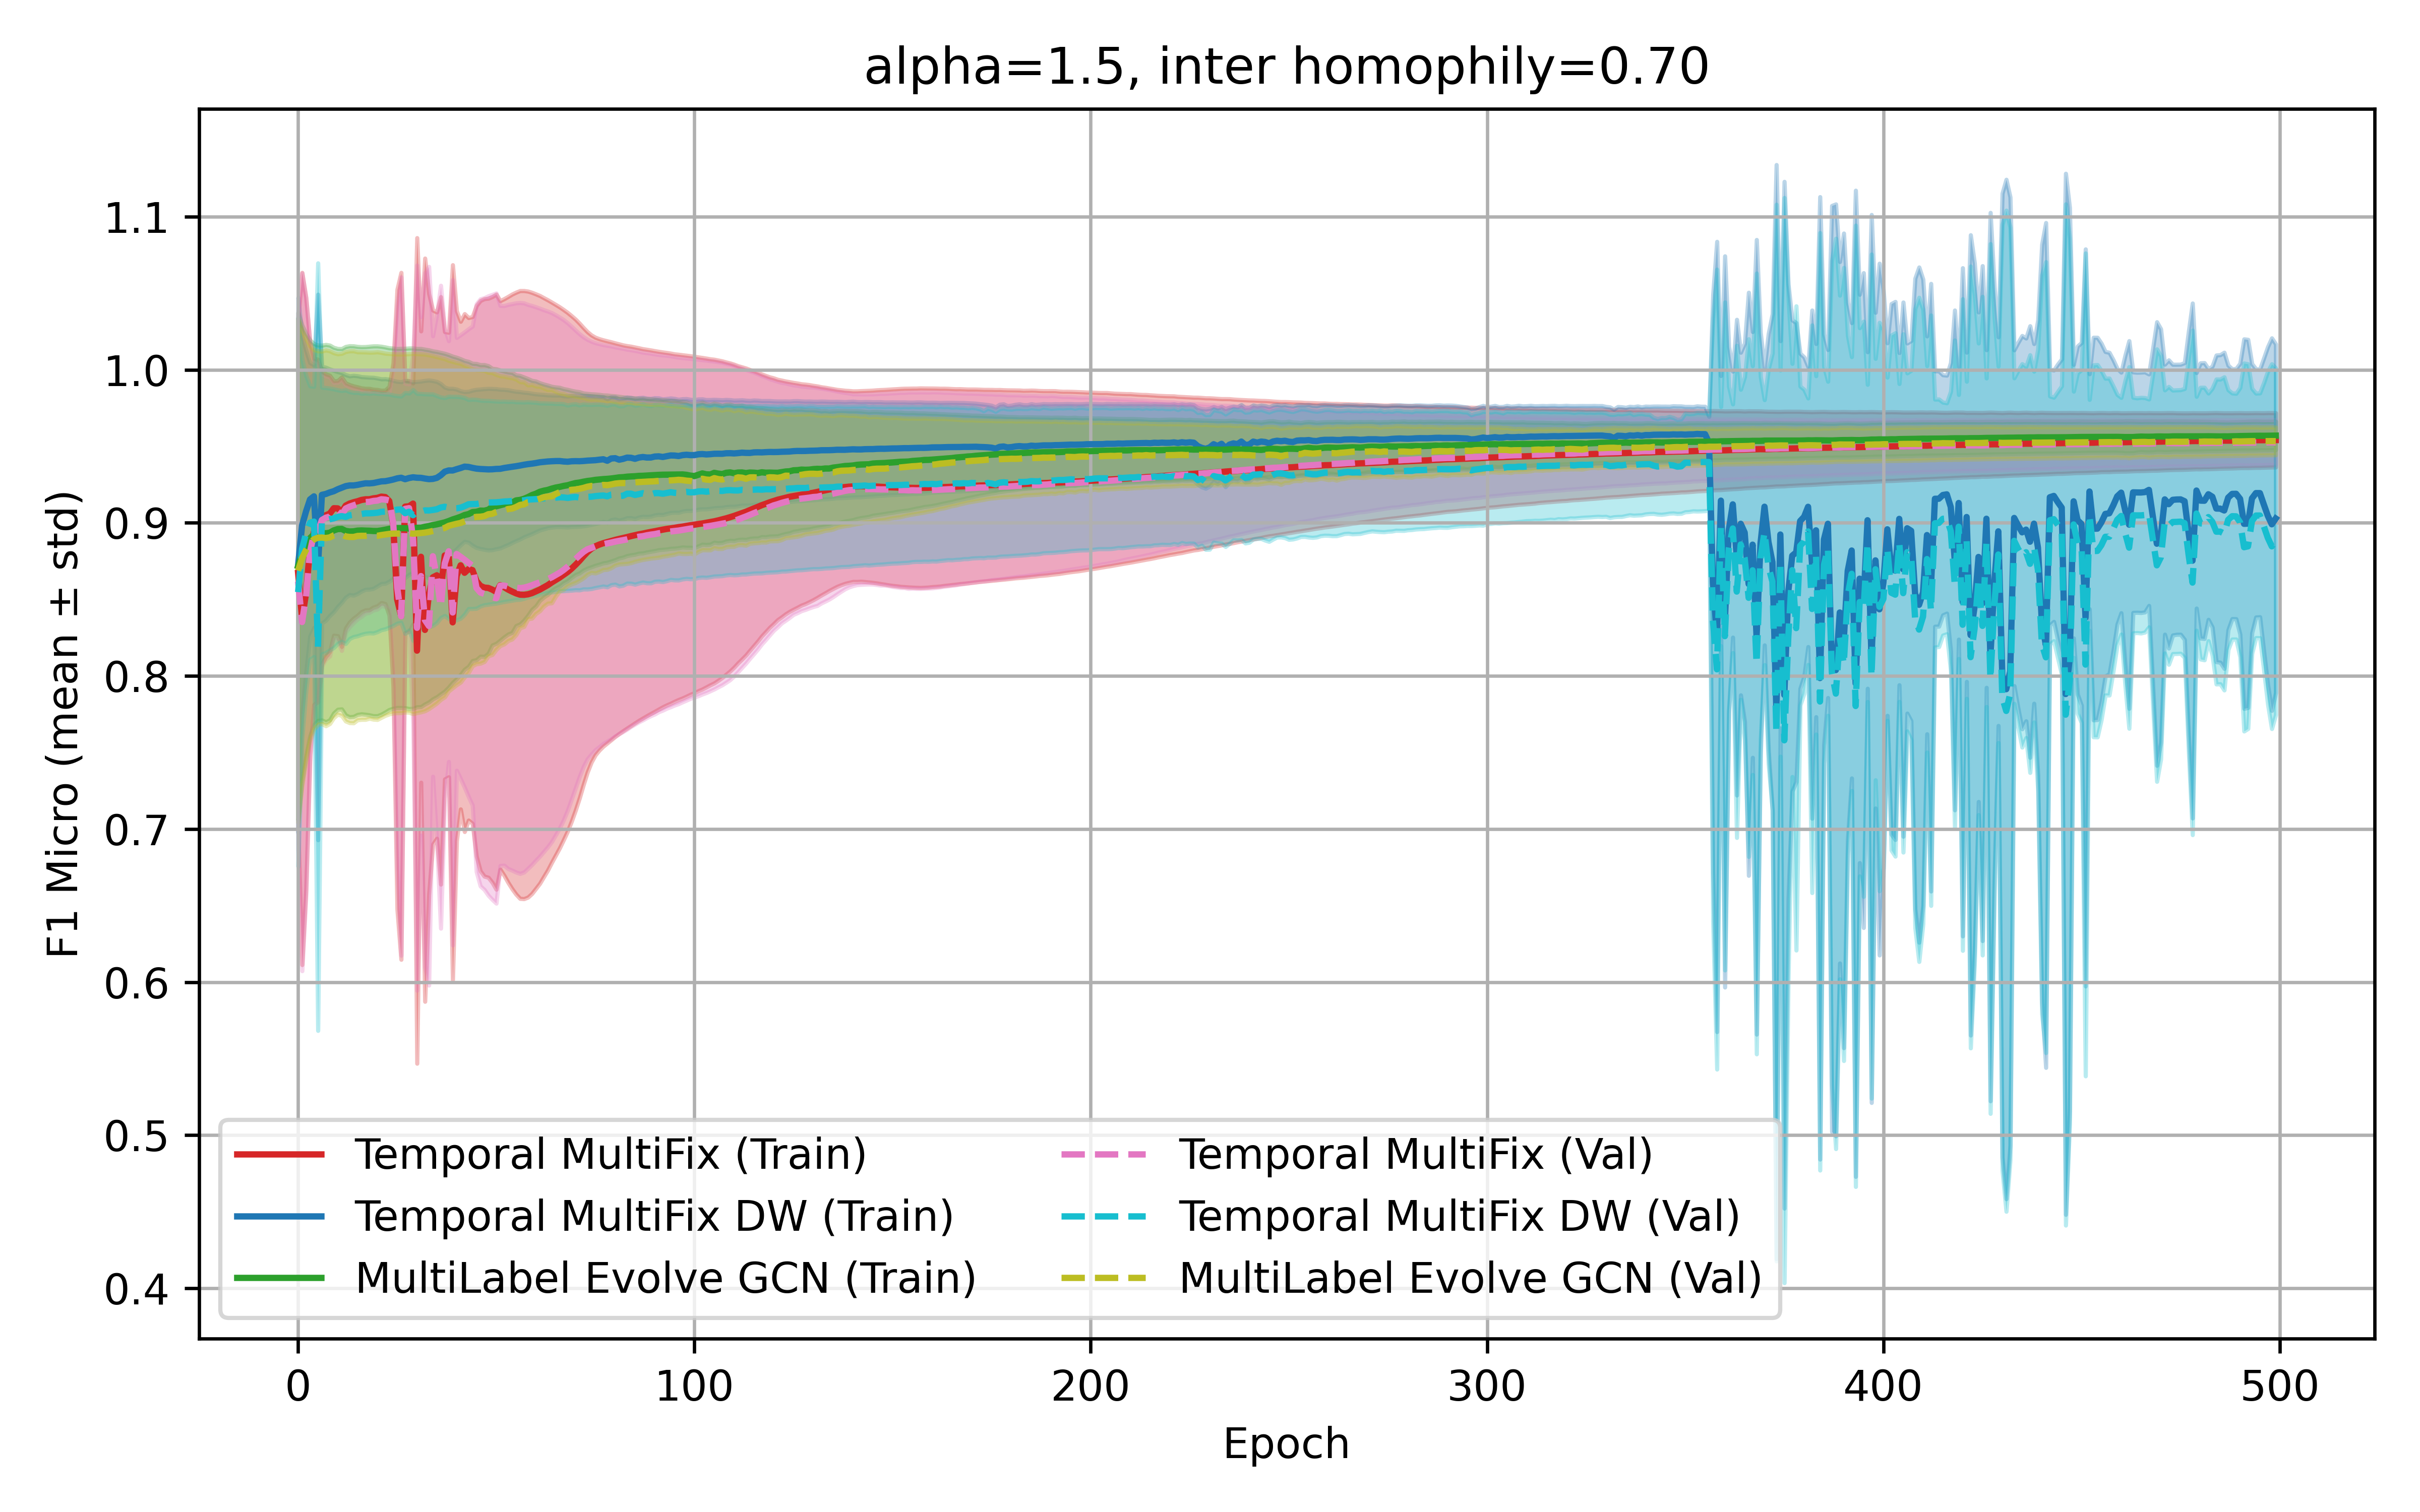 alpha=1.5, inter homophily=0.70
F1 Micro (mean ± std)
1.1
1.0
0.9
0.8
0.7
0.6
0.5
0.4
Temporal MultiFix (Train)
Temporal MultiFix DW (Train)
MultiLabel Evolve GCN (Train)
Temporal MultiFix (Val)
Temporal MultiFix DW (Val)
MultiLabel Evolve GCN (Val)
0 100 200 300 400 500
Epoch